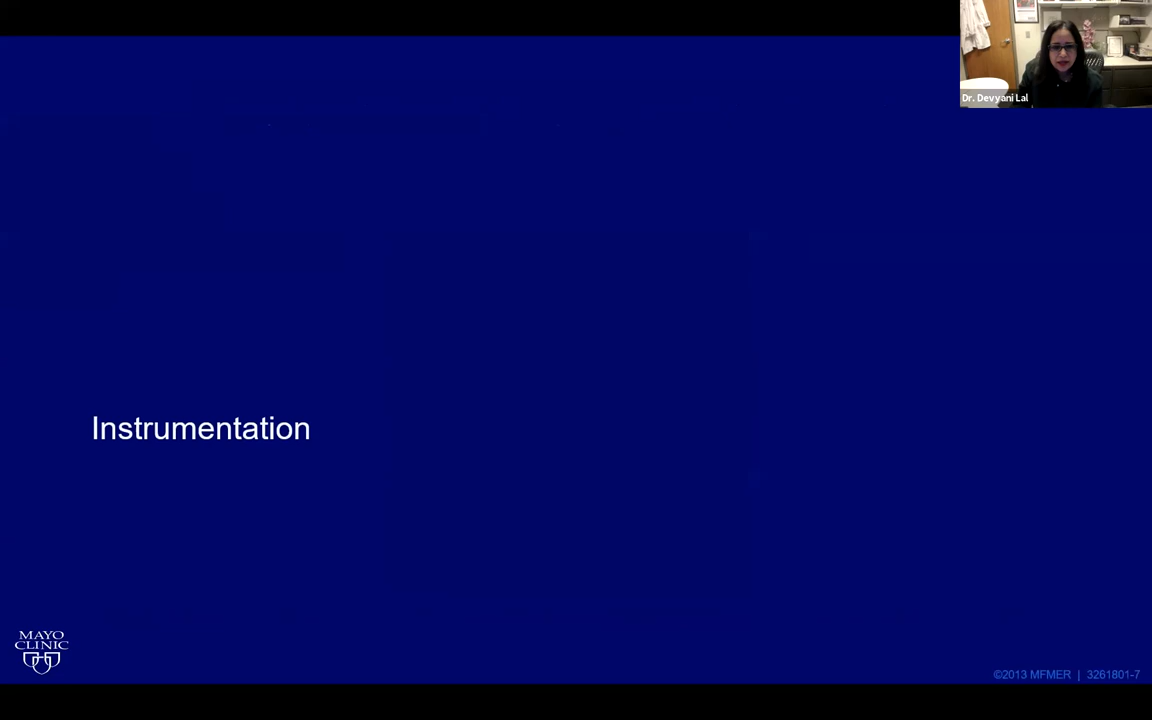 Dr. Devyani Lal
Instrumentation
MAYO
CLINIC
©2013 MFMER | 3261801-7